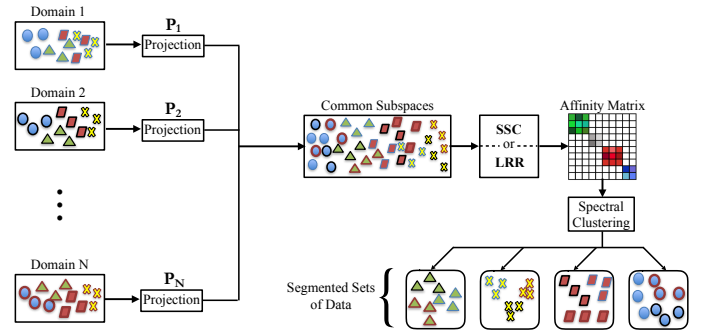 Domain 1
P1
Projection
Domain 2
P2
Projection
Common Subspaces
SSC
or
LRR
Affinity Matrix
Spectral
Clustering
Domain N
PN
Projection
Segmented Sets
of Data